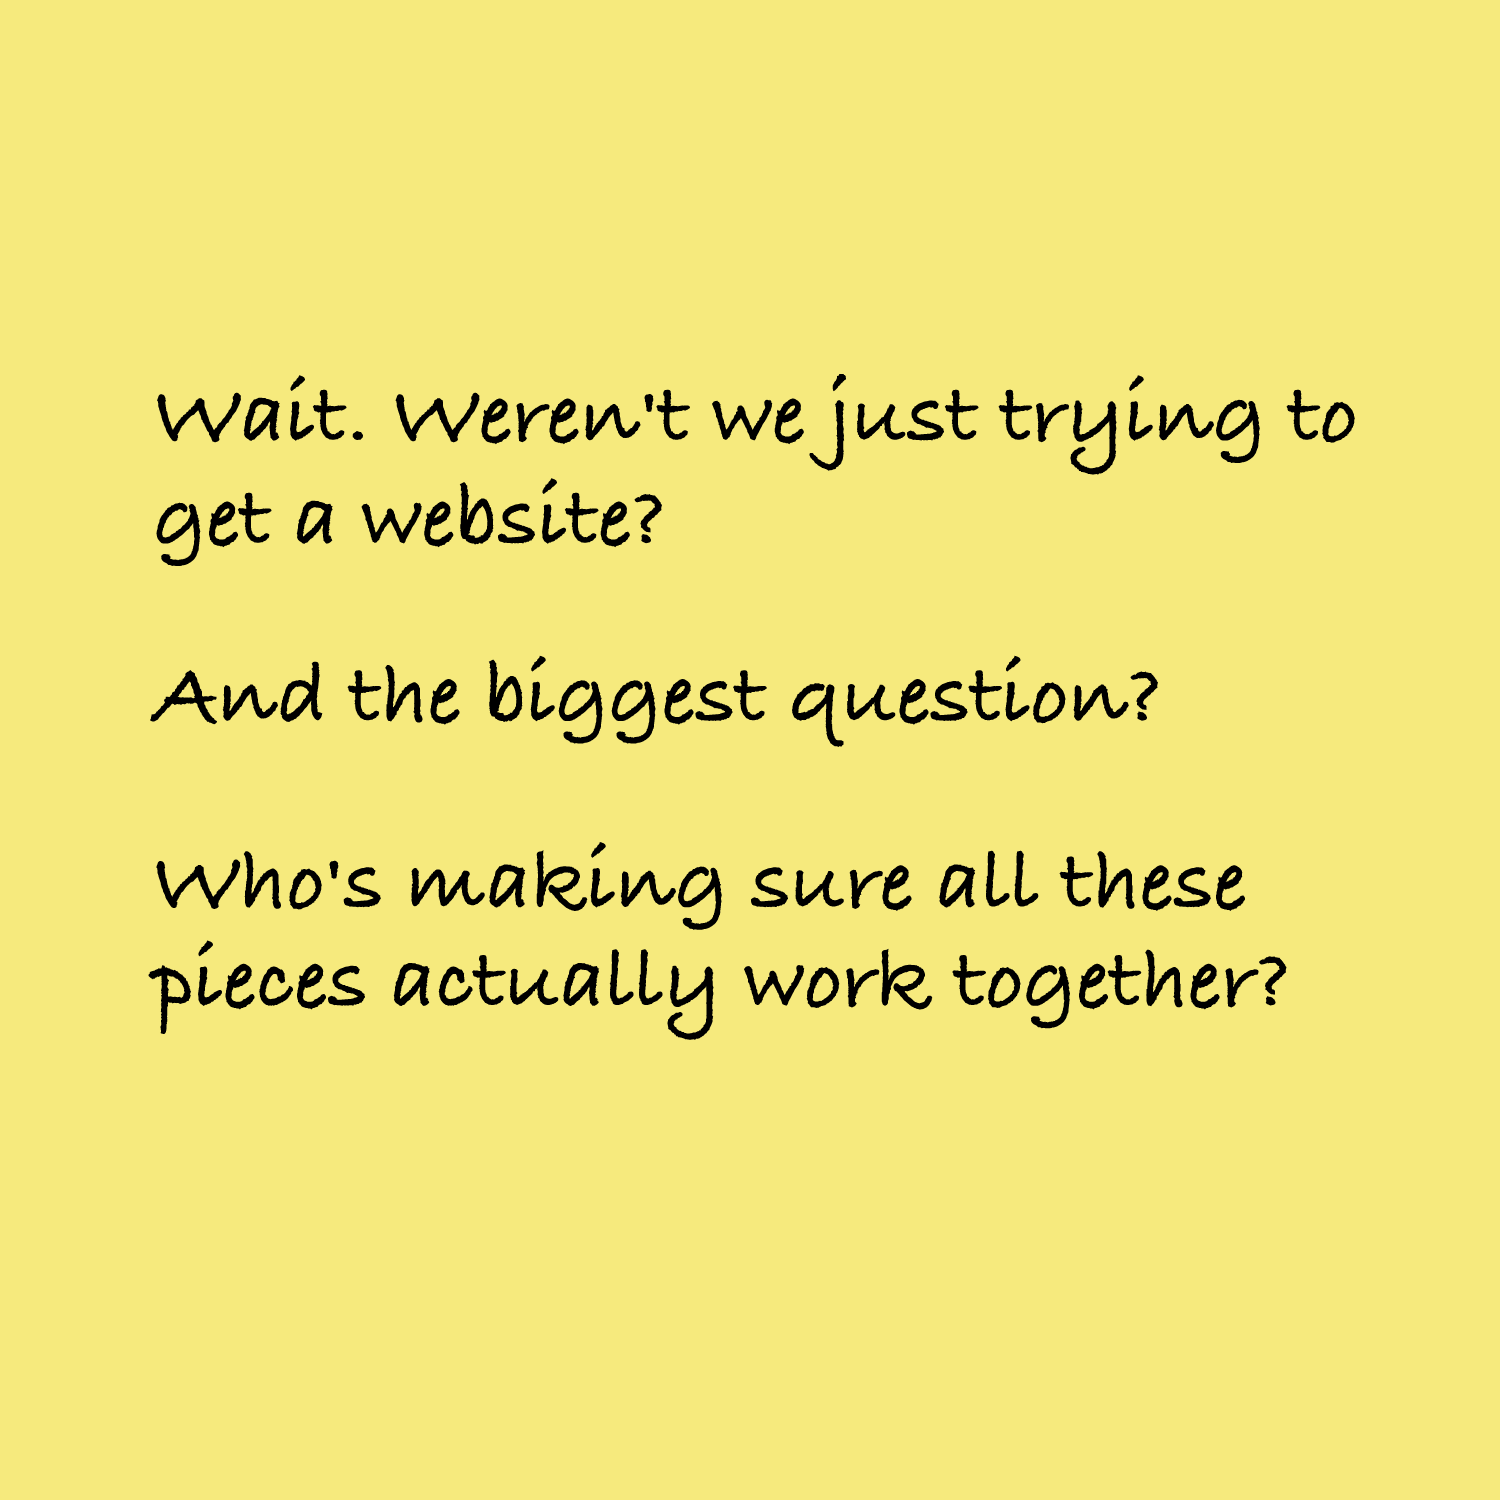 Wait. Weren't we just trying to
get a website?
And the biggest question?
Who's making sure all these
pieces actually work together?